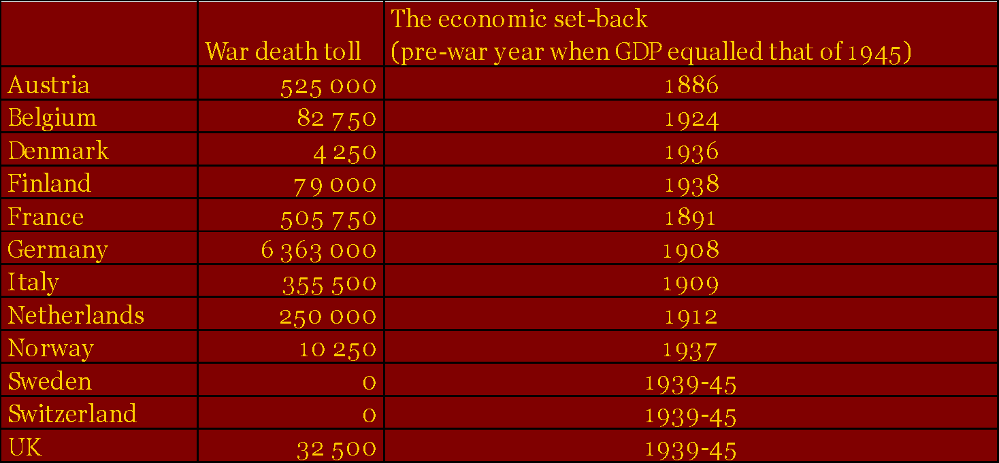 The economic set-back
War death toll (pre-war year when GDP equalled that of 1945)
Austria 525 000 1886
Belgium 82 750 1924
Denmark 4 250 1936
Finland 79 000 1938
France 505 750 1891
Germany 6 363 000 1908
Italy 355 500 1909
Netherlands 250 000 1912
Norway 10 250 1937
Sweden 0 1939-45
Switzerland 0 1939-45
UK 32 500 1939-45